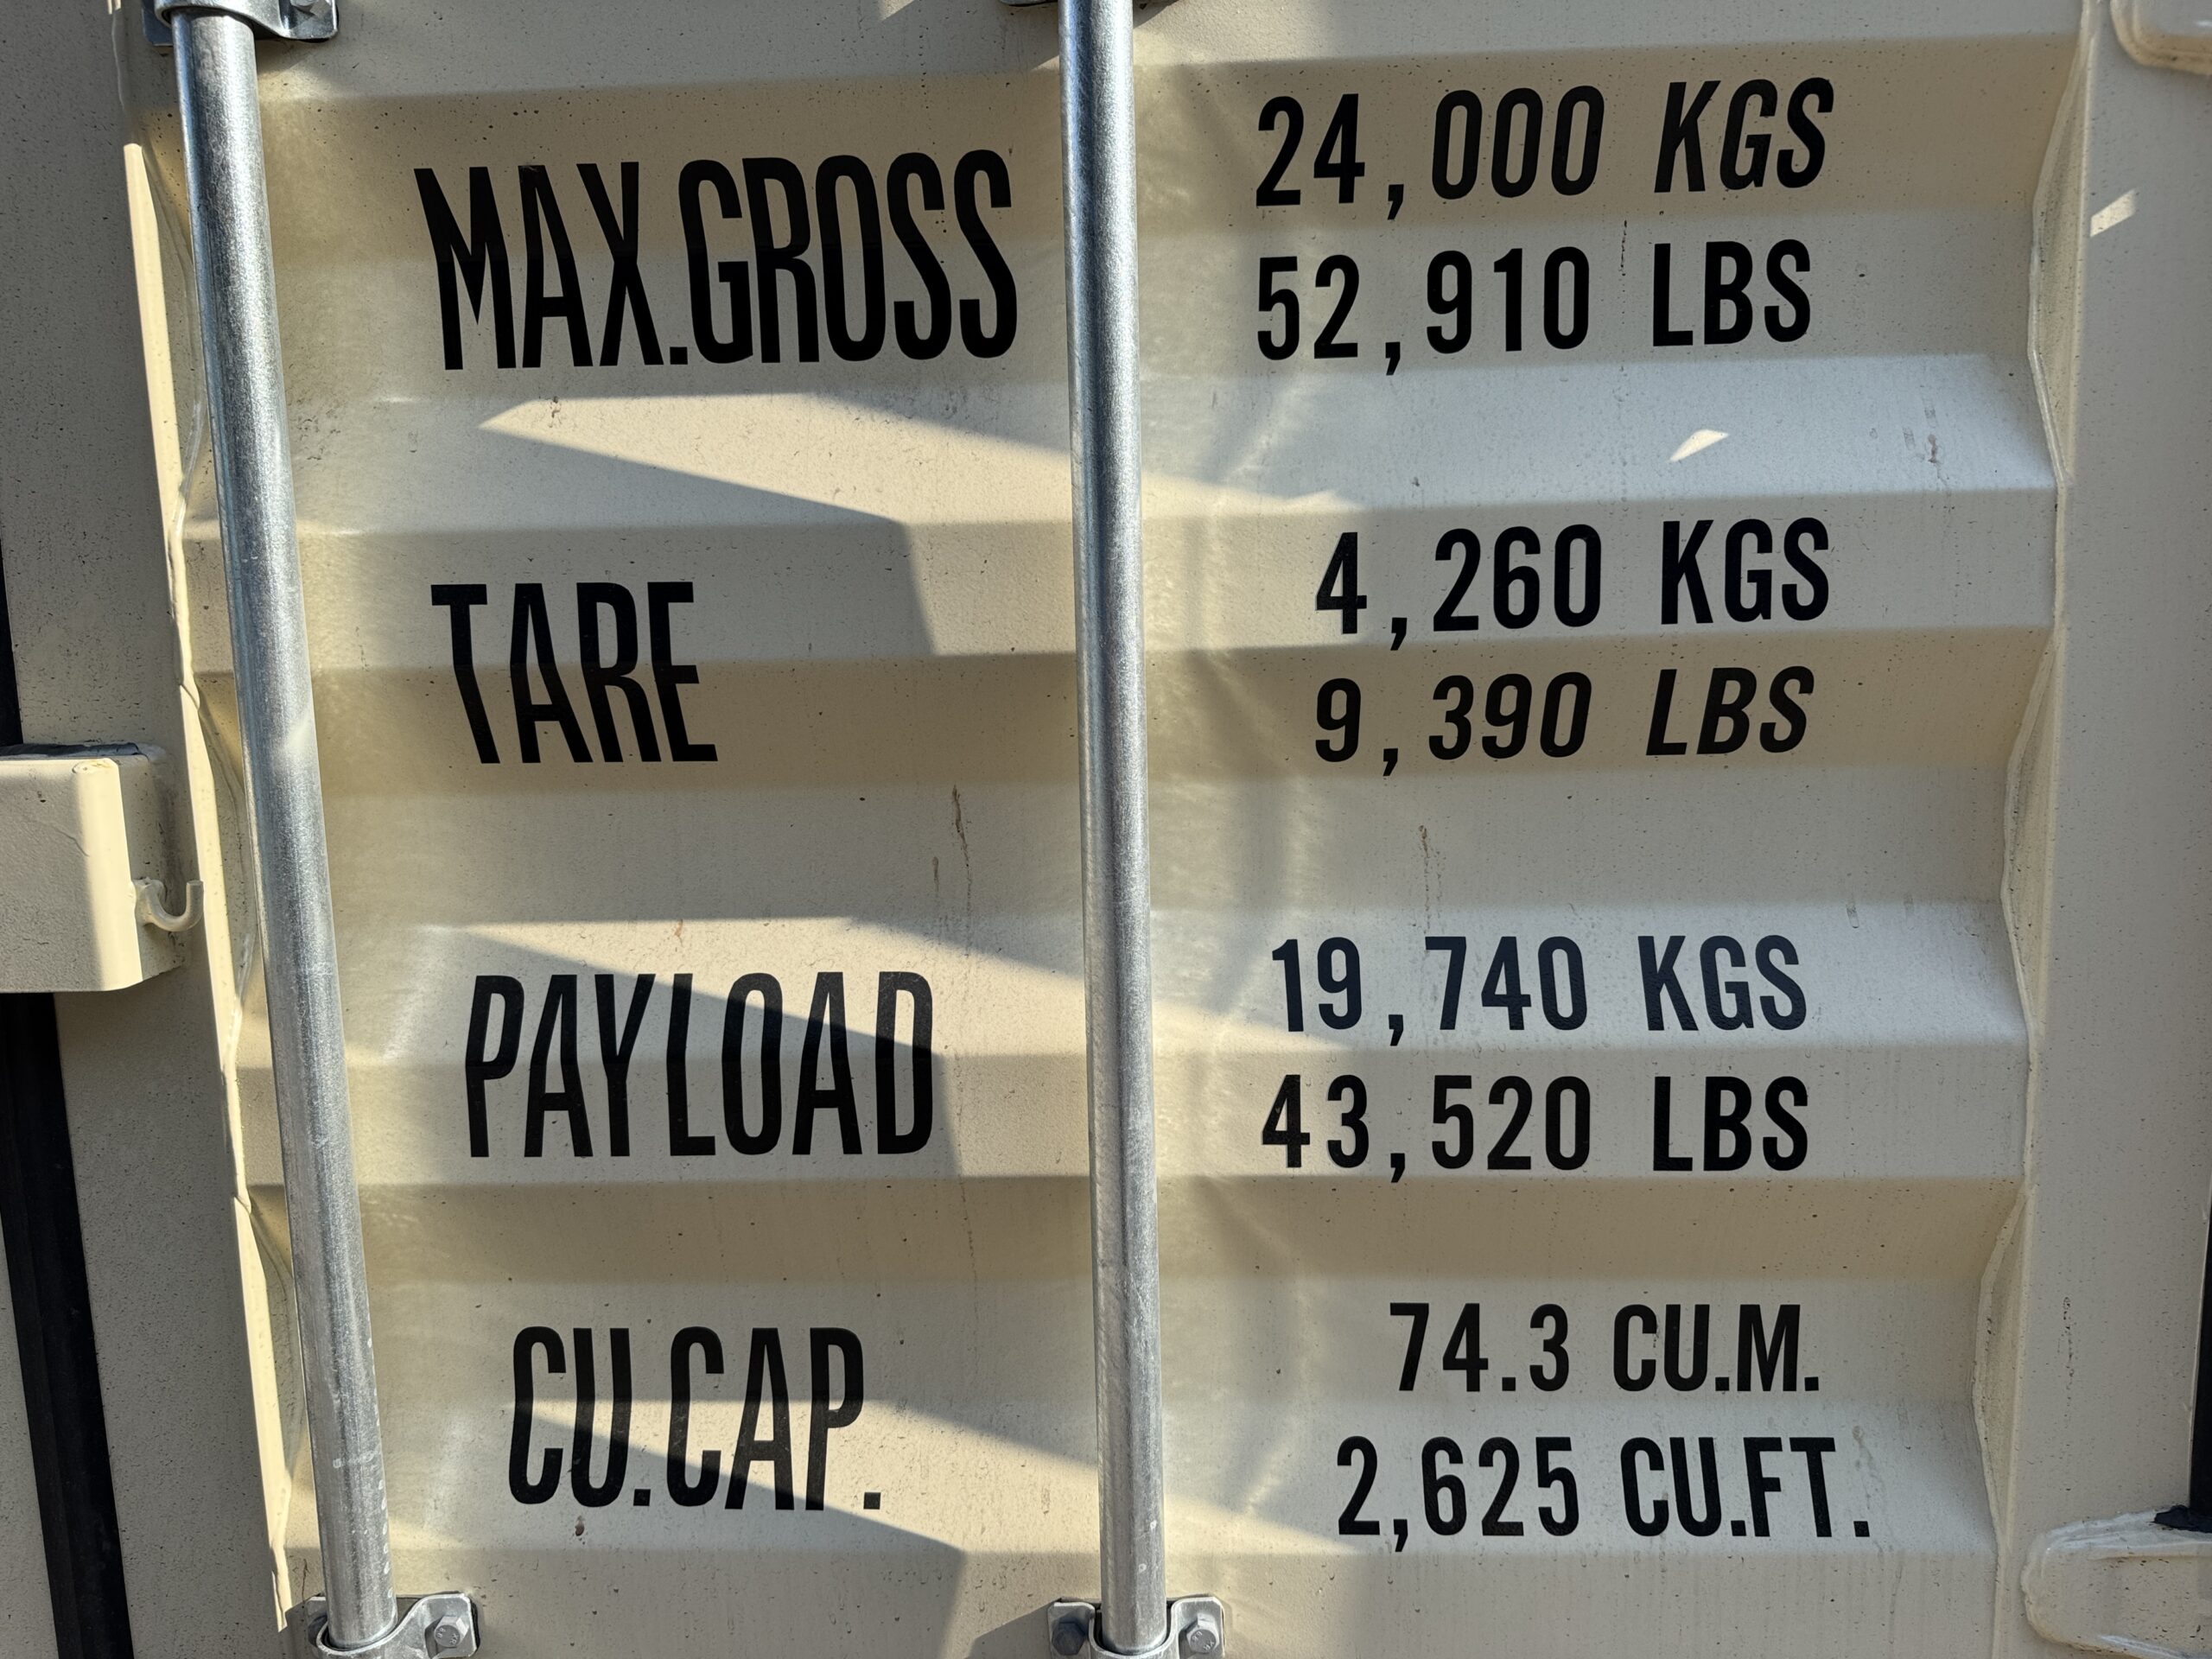 MAX.GROSS 24,000 KGS
52,910 LBS
TARE 4,260 KGS
9,390 LBS
PAYLOAD 19,740 KGS
43,520 LBS
CU.CAP. 74.3 CU.M.
2,625 CU.FT.